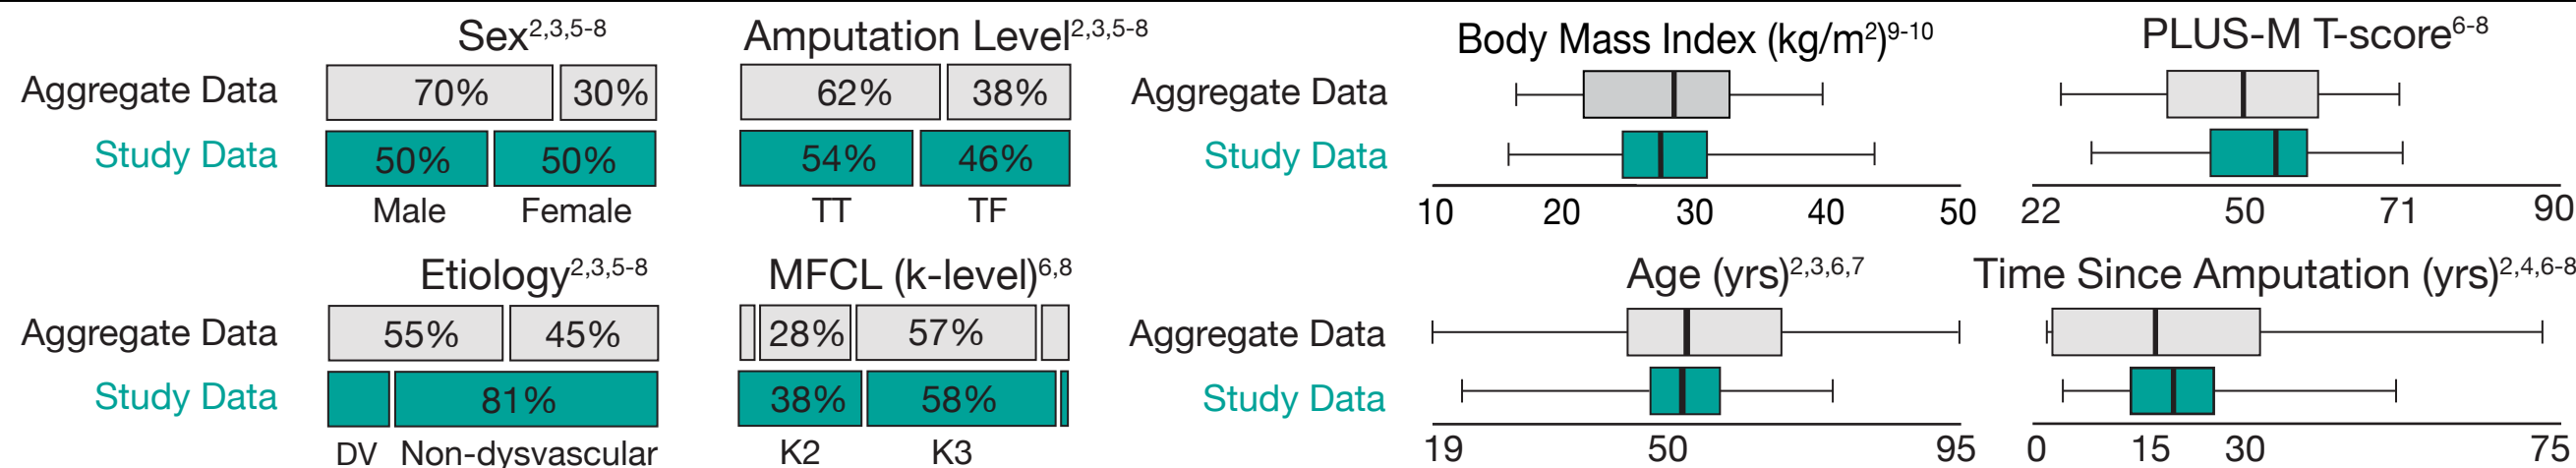 Sex2,3,5-8
Aggregate Data 70% 30%
Study Data 50% 50%
Male Female
Amputation Level2,3,5-8
62% 38%
54% 46%
TT TF
Body Mass Index (kg/m2)9-10
Aggregate Data
Study Data
10 20 30 40 50
PLUS-M T-score6-8
22 50 71 90
Etiology2,3,5-8
Aggregate Data 55% 45%
Study Data 81%
DV Non-dysvascular
MFCL (k-level)6,8
28% 57%
38% 58%
K2 K3
Age (yrs)2,3,6,7
Aggregate Data
Study Data
19 50 95
Time Since Amputation (yrs)2,4,6-8
0 15 30 75